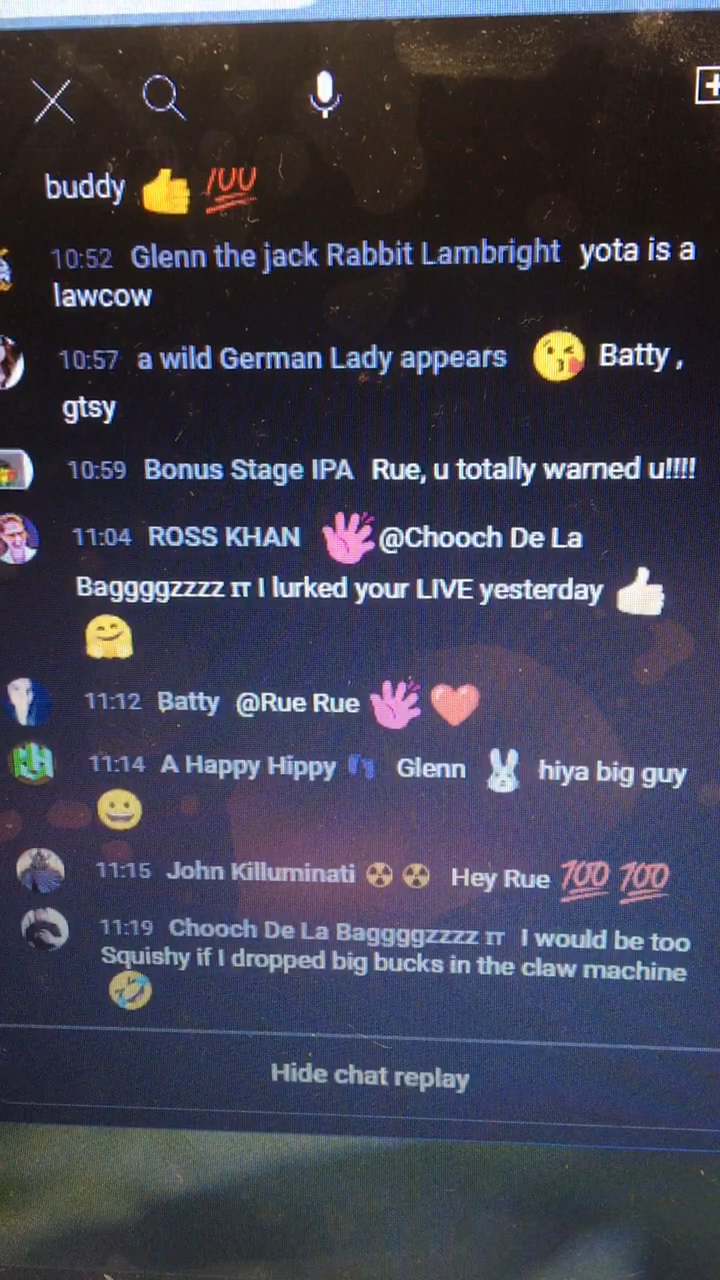 buddy 👍 💯
10:52 Glenn the jack Rabbit Lambright yota is a
lawcow
10:57 a wild German Lady appears 😘 Batty ,
gtsy
10:59 Bonus Stage IPA Rue, u totally warned u!!!!
11:04 ROSS KHAN 👋 @Chooch De La
Baggggzzzz π I lurked your LIVE yesterday 👍
🤗
11:12 Batty @Rue Rue 👋 ❤️
11:14 A Happy Hippy 👣 Glenn 🐰 hiya big guy
😀
11:15 John Killuminati ☢️ ☢️ Hey Rue 💯 💯
11:19 Chooch De La Baggggzzzz π I would be too
Squishy if I dropped big bucks in the claw machine
🤣
Hide chat replay